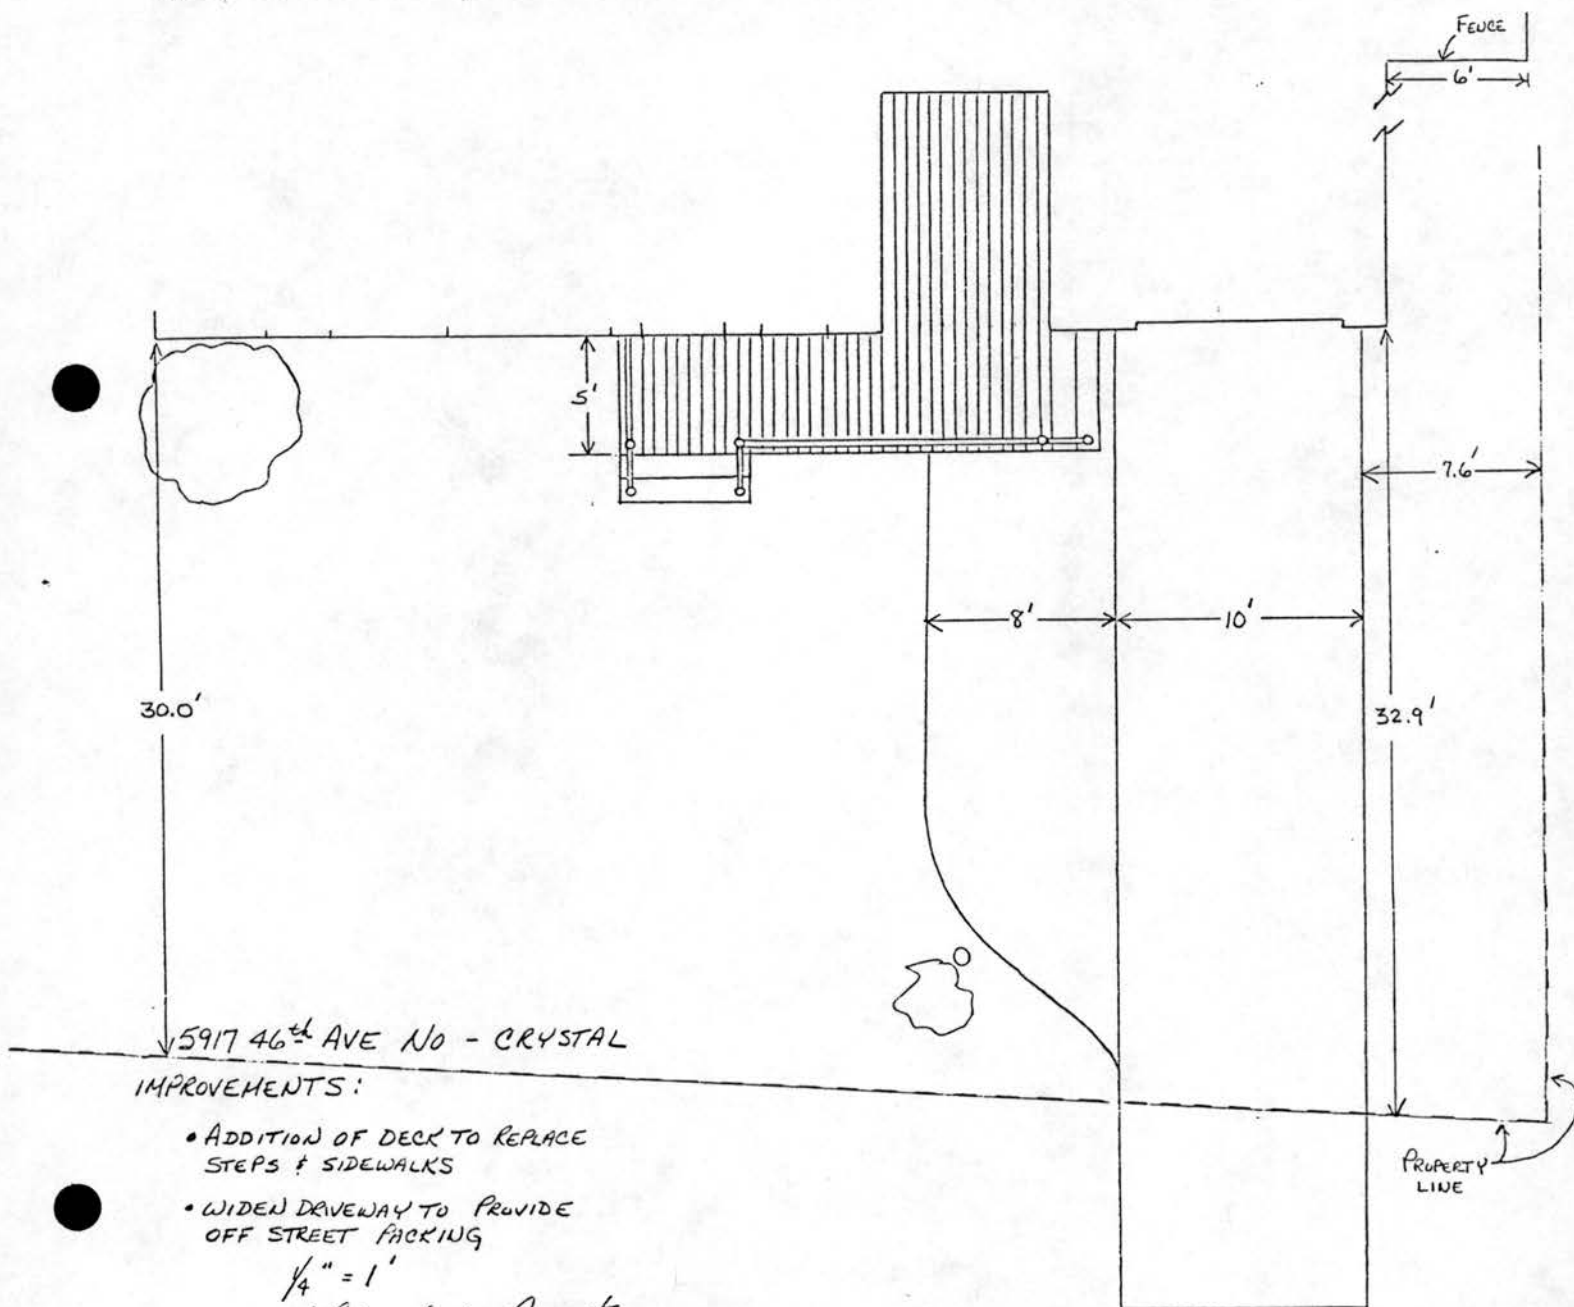 FENCE
6'
5'
7.6'
8'
10'
30.0'
32.9'
5917 46th AVE NO - CRYSTAL
IMPROVEMENTS:
• ADDITION OF DECK TO REPLACE
STEPS & SIDEWALKS
• WIDEN DRIVEWAY TO PROVIDE
OFF STREET PACKING
1/4" = 1'
PROPERTY
LINE